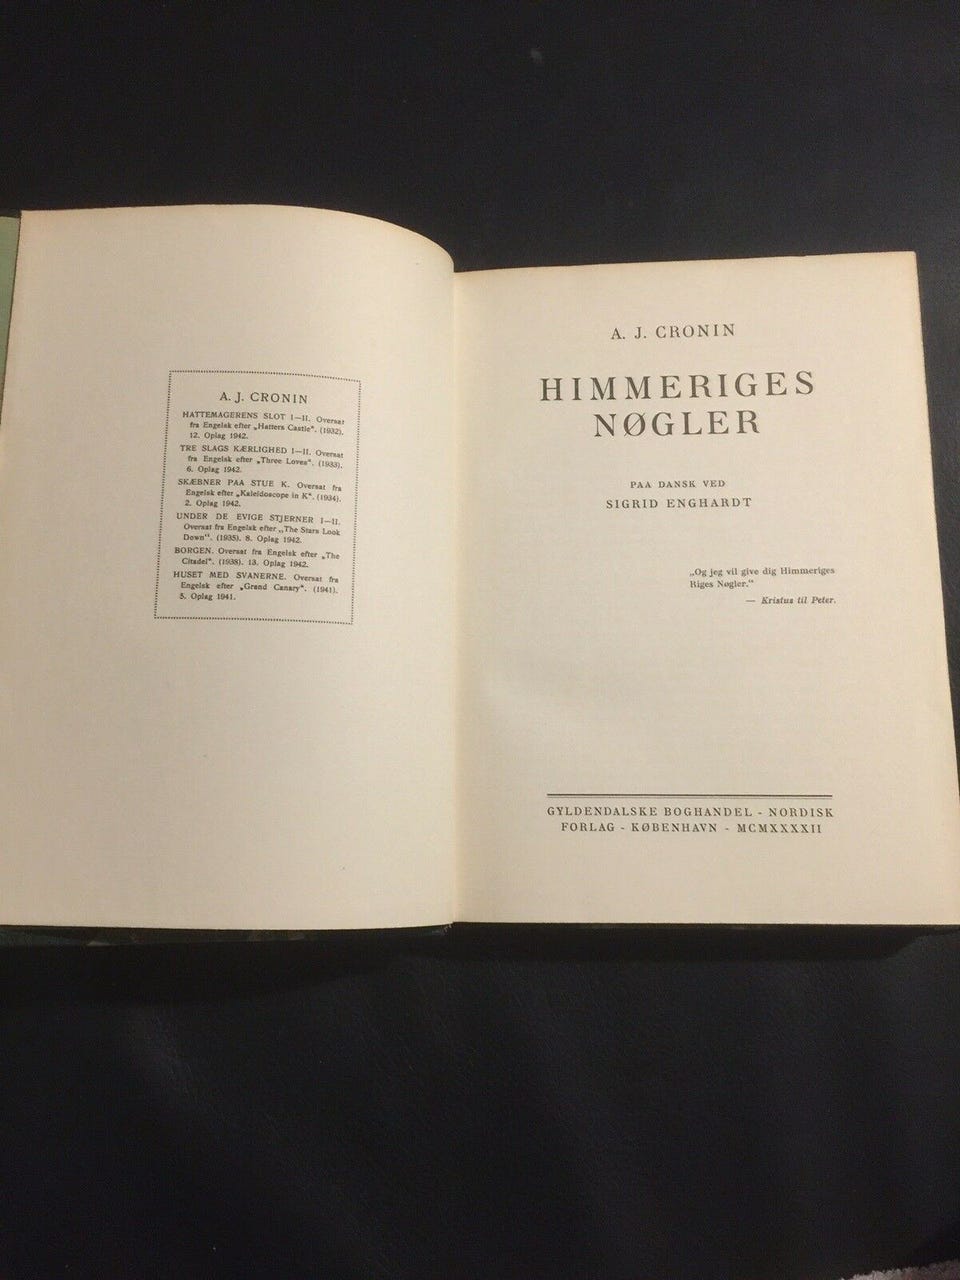 A. J. CRONIN
HATTEMAGERENS SLOT I—II. Oversat
fra Engelsk efter „Hatters Castle“. (1932).
12. Oplag 1942.
TRE SLAGS KÆRLIGHED I—II. Oversat
fra Engelsk efter „Three Loves“. (1933).
6. Oplag 1942.
SKÆBNER PAA STUE K. Oversat fra
Engelsk efter „Kaleidoscope in K“. (1934).
2. Oplag 1942.
UNDER DE EVIGE STJERNER I—II.
Oversat fra Engelsk efter „The Stars Look
Down“. (1935). 8. Oplag 1942.
BORGEN. Oversat fra Engelsk efter „The
Citadel“. (1938). 13. Oplag 1942.
HUSET MED SVANERNE. Oversat fra
Engelsk efter „Grand Canary“. (1941).
5. Oplag 1941.
A. J. CRONIN
HIMMERIGES
NØGLER
PAA DANSK VED
SIGRID ENGHARDT
„Og jeg vil give dig Himmeriges
Riges Nøgler.“
— Kristus til Peter.
GYLDENDALSKE BOGHANDEL - NORDISK
FORLAG - KØBENHAVN - MCMXXXXII